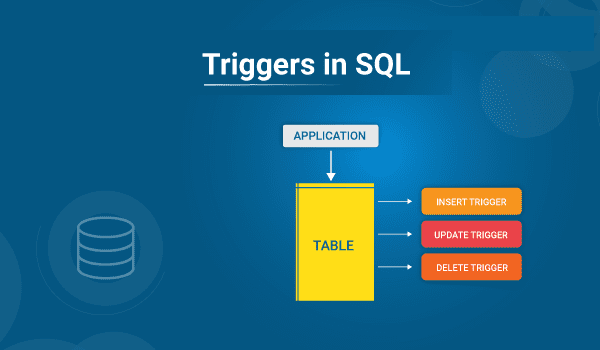 Triggers in SQL
APPLICATION
TABLE
INSERT TRIGGER
UPDATE TRIGGER
DELETE TRIGGER